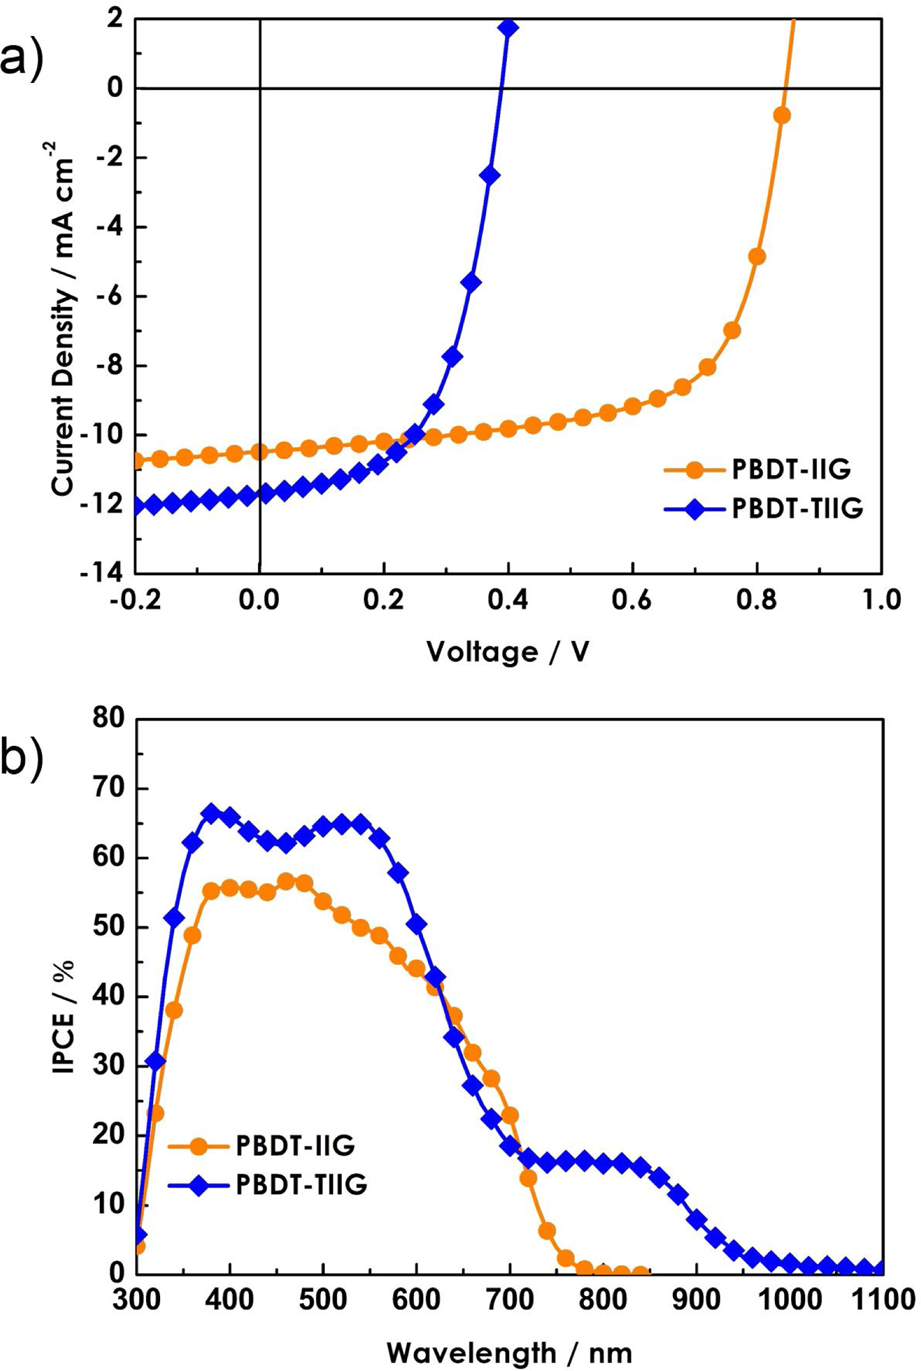 a)
2
0
-2
-4
-6
-8
-10
-12
-14
Current Density / mA cm-2
PBDT-IIG
PBDT-TIIG
-0.2 0.0 0.2 0.4 0.6 0.8 1.0
Voltage / V
b)
80
70
60
50
40
30
20
10
0
IPCE / %
PBDT-IIG
PBDT-TIIG
300 400 500 600 700 800 900 1000 1100
Wavelength / nm